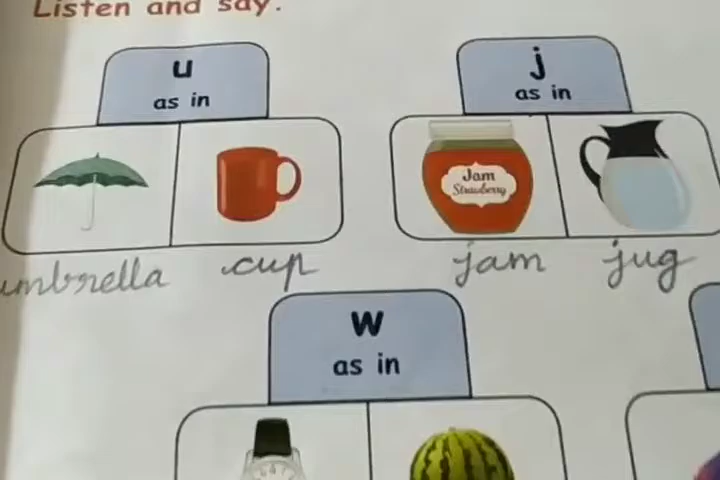 Listen and say.
u
as in
j
as in
Jam
Strawberry
umbrella
cup
jam
jug
w
as in